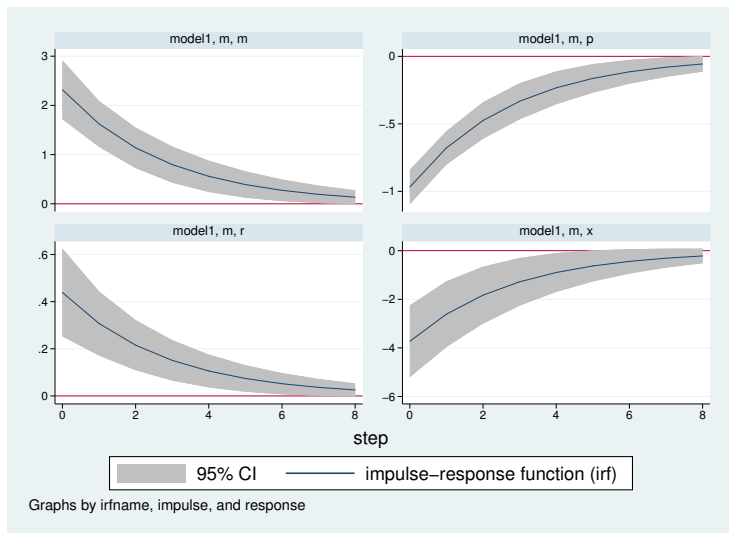 model1, m, m
model1, m, p
3
2
1
0
0
−.5
−1
model1, m, r
model1, m, x
.6
.4
.2
0
0
−2
−4
−6
0 2 4 6 8
0 2 4 6 8
step
95% CI
impulse−response function (irf)
Graphs by irfname, impulse, and response